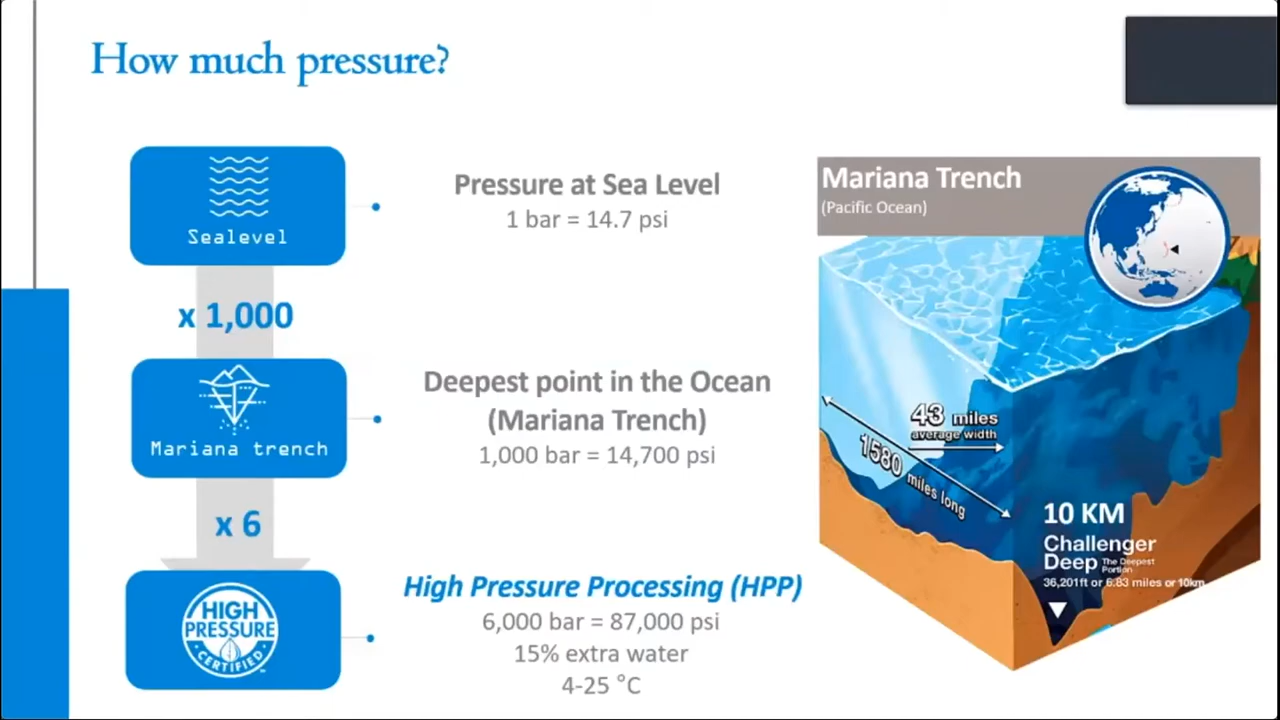 How much pressure?
Sealevel
Pressure at Sea Level
1 bar = 14.7 psi
x 1,000
Mariana trench
Deepest point in the Ocean
(Mariana Trench)
1,000 bar = 14,700 psi
x 6
HIGH
PRESSURE
CERTIFIED
High Pressure Processing (HPP)
6,000 bar = 87,000 psi
15% extra water
4-25 °C
Mariana Trench
(Pacific Ocean)
43 miles
average width
1580 miles long
10 KM
Challenger
Deep The Deepest
Portion
36,201ft or 6.83 miles or 10km